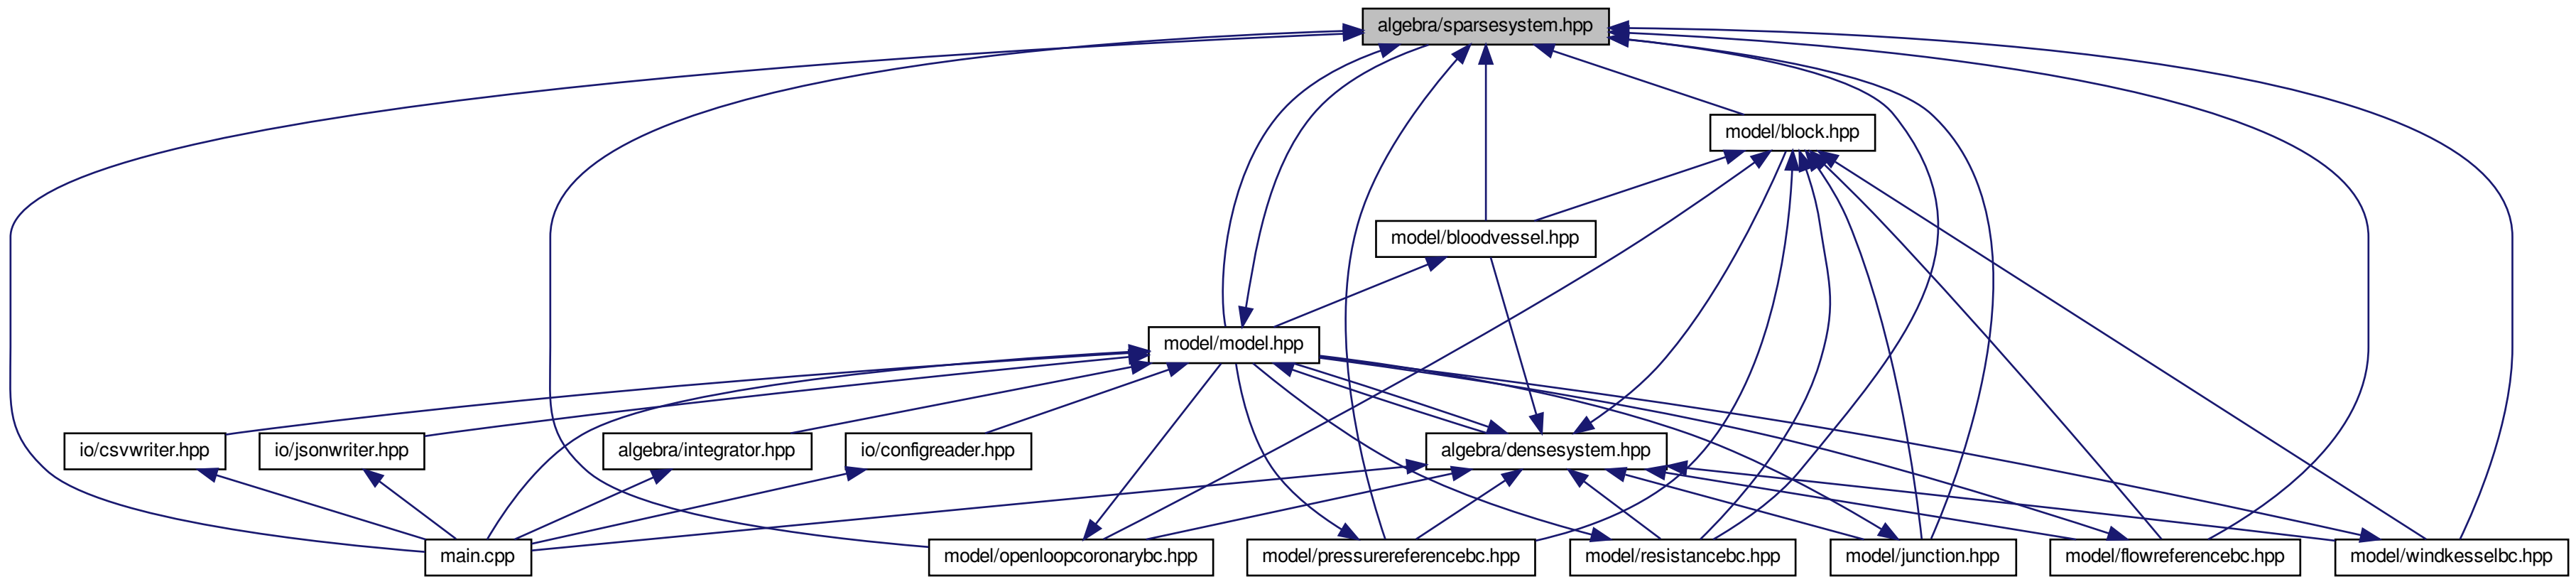 algebra/sparsesystem.hpp
model/block.hpp
model/bloodvessel.hpp
model/model.hpp
io/csvwriter.hpp
io/jsonwriter.hpp
algebra/integrator.hpp
io/configreader.hpp
algebra/densesystem.hpp
main.cpp
model/openloopcoronarybc.hpp
model/pressurereferencebc.hpp
model/resistancebc.hpp
model/junction.hpp
model/flowreferencebc.hpp
model/windkesselbc.hpp